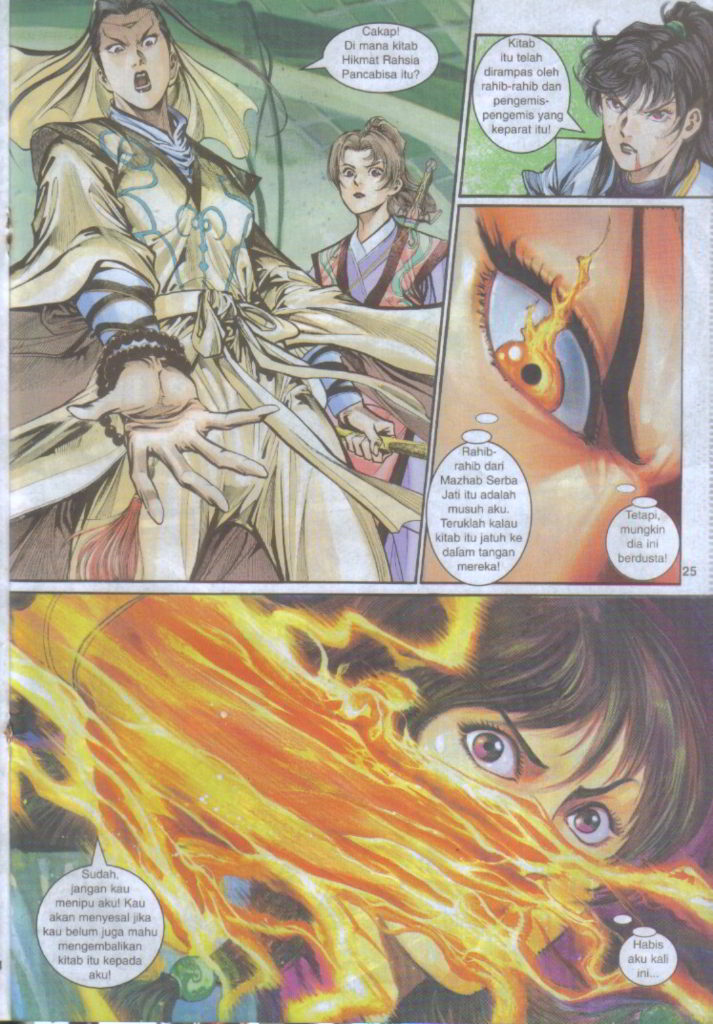 Cakap!
Di mana kitab
Hikmat Rahsia
Pancabisa itu?
Kitab
itu telah
dirampas oleh
rahib-rahib dan
pengemis-
pengemis yang
keparat itu!
Rahib-
rahib dari
Mazhab Serba
Jati itu adalah
musuh aku.
Teruklah kalau
kitab itu jatuh ke
dalam tangan
mereka!
Tetapi,
mungkin
dia ini
berdusta!
25
Sudah,
jangan kau
menipu aku! Kau
akan menyesal jika
kau belum juga mahu
mengembalikan
kitab itu kepada
aku!
Habis
aku kali
ini...